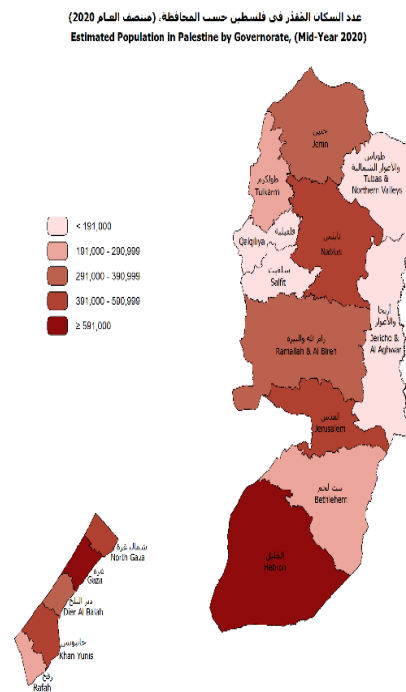 عدد السكان المُقدّر في فلسطين حسب المحافظة، (منتصف العام 2020)
Estimated Population in Palestine by Governorate, (Mid-Year 2020)
جنين
Jenin
طوباس
والاغوار الشمالية
Tubas &
Northern Valleys
طولكرم
Tulkarm
نابلس
Nablus
قلقيلية
Qalqiliya
سلفيت
Salfit
< 191,000
191,000 - 290,999
291,000 - 390,999
391,000 - 590,999
≥ 591,000
أريحا
والأغوار
Jericho &
Al Aghwar
رام الله والبيرة
Ramallah & Al Bireh
القدس
Jerusalem
بيت لحم
Bethlehem
الخليل
Hebron
شمال غزة
North Gaza
غزة
Gaza
دير البلح
Dier Al Balah
خانيونس
Khan Yunis
رفح
Rafah